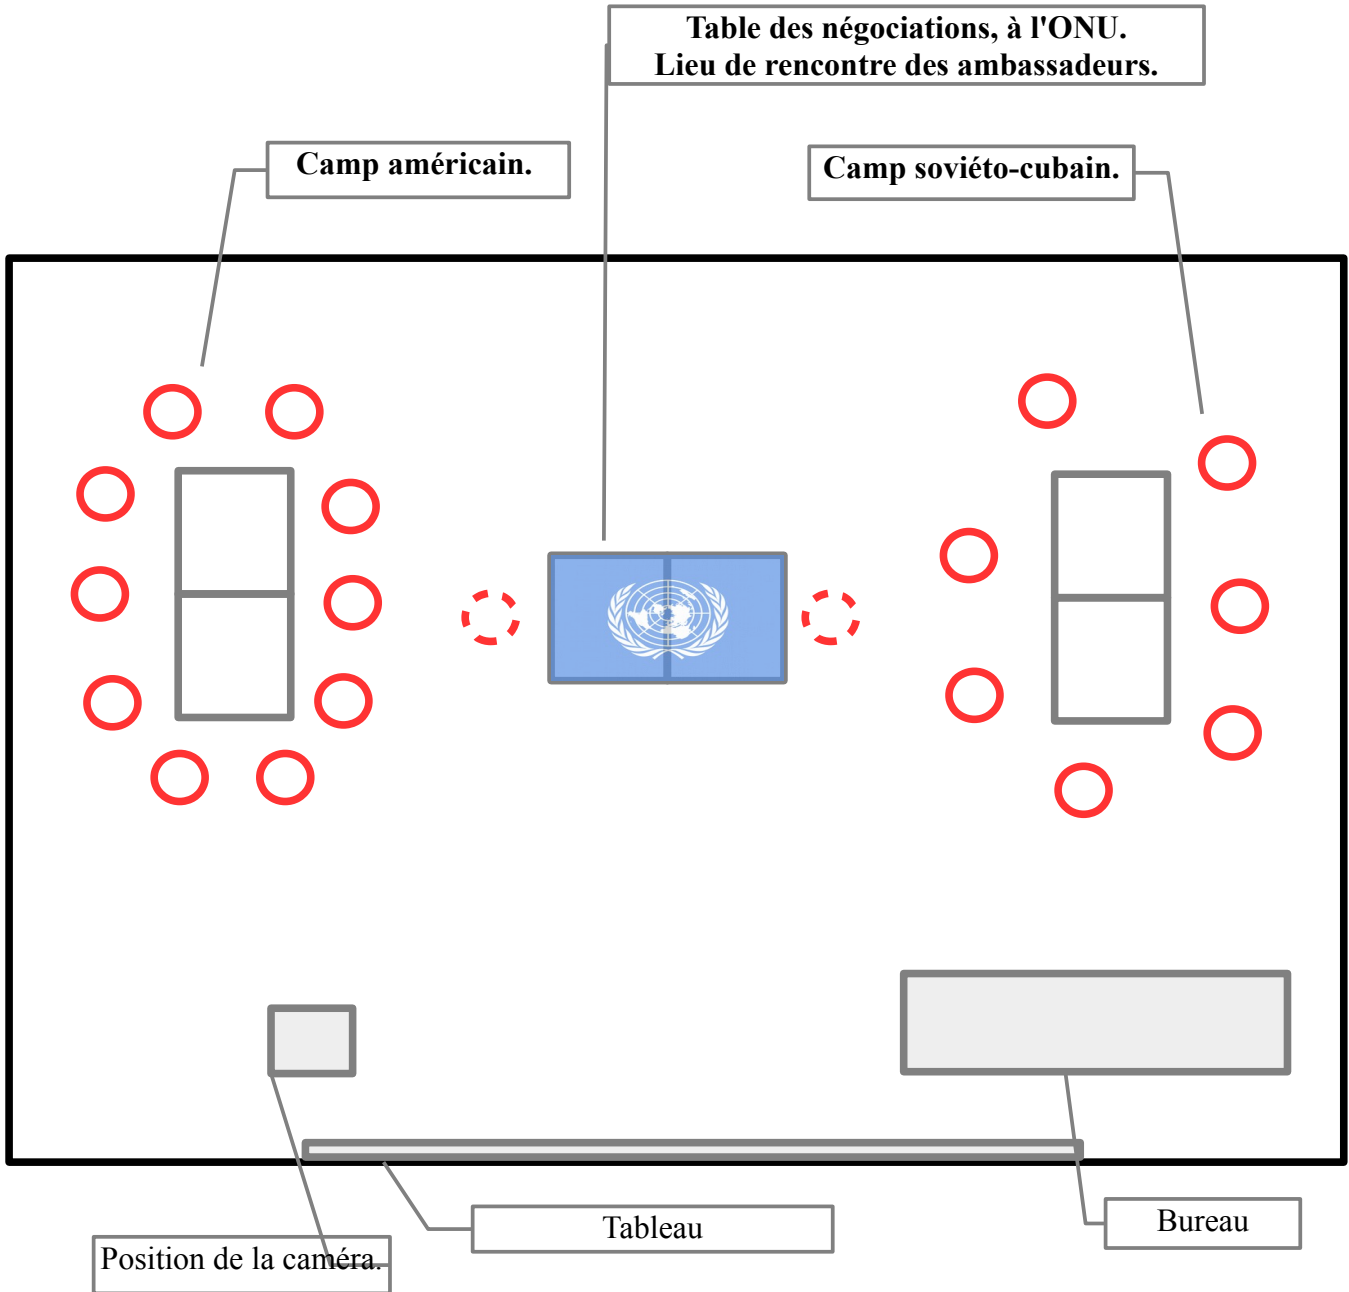 Table des négociations, à l'ONU.
Lieu de rencontre des ambassadeurs.
Camp américain.
Camp soviéto-cubain.
Tableau
Bureau
Position de la caméra.